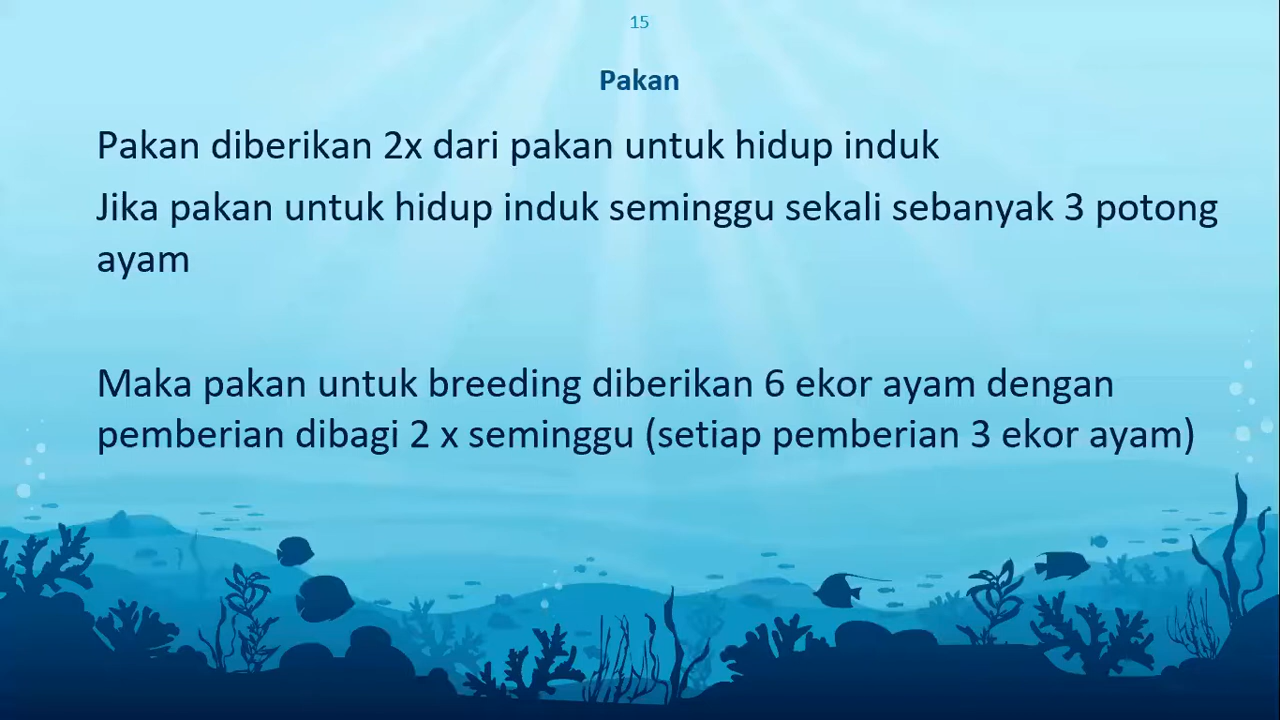 15
Pakan
Pakan diberikan 2x dari pakan untuk hidup induk
Jika pakan untuk hidup induk seminggu sekali sebanyak 3 potong
ayam
Maka pakan untuk breeding diberikan 6 ekor ayam dengan
pemberian dibagi 2 x seminggu (setiap pemberian 3 ekor ayam)